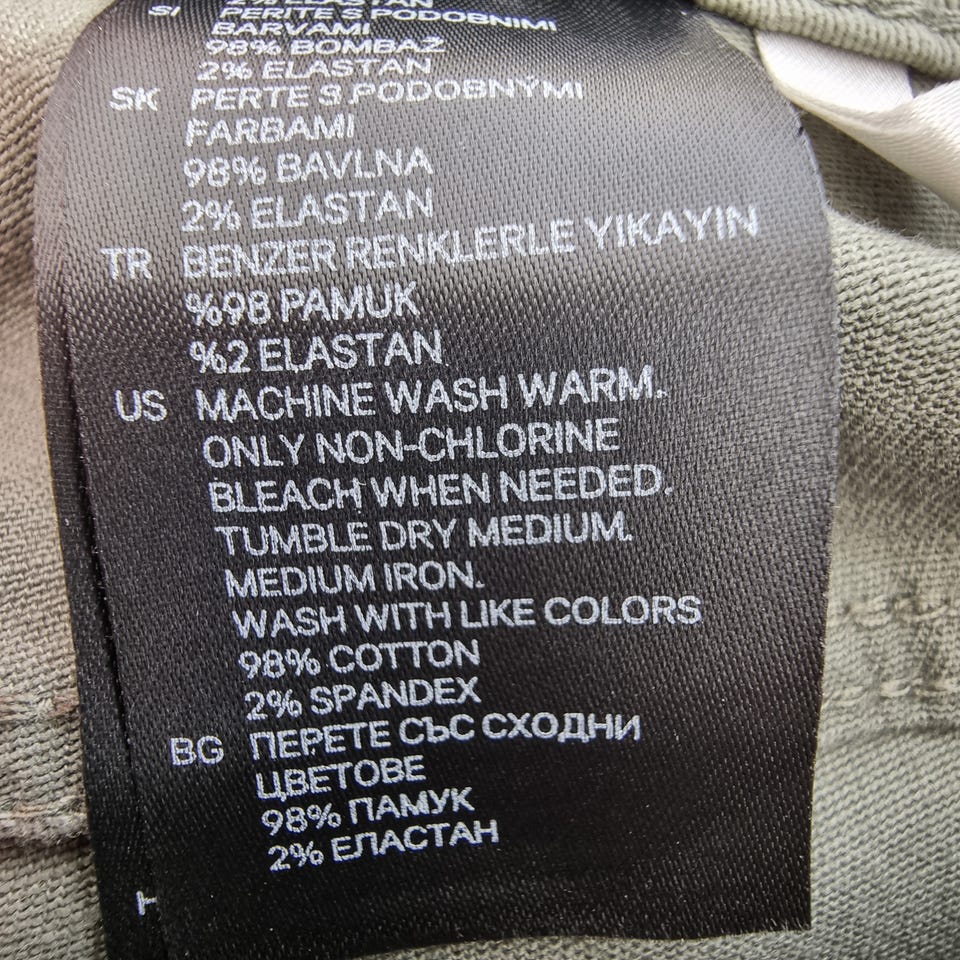 2% ELASTAN
SI PERITE S PODOBNIMI
BARVAMI
98% BOMBAŽ
2% ELASTAN
SK PERTE S PODOBNÝMI
FARBAMI
98% BAVLNA
2% ELASTAN
TR BENZER RENKLERLE YIKAYIN
%98 PAMUK
%2 ELASTAN
US MACHINE WASH WARM.
ONLY NON-CHLORINE
BLEACH WHEN NEEDED.
TUMBLE DRY MEDIUM.
MEDIUM IRON.
WASH WITH LIKE COLORS
98% COTTON
2% SPANDEX
BG ПЕРЕТЕ СЪС СХОДНИ
ЦВЕТОВЕ
98% ПАМУК
2% ЕЛАСТАН